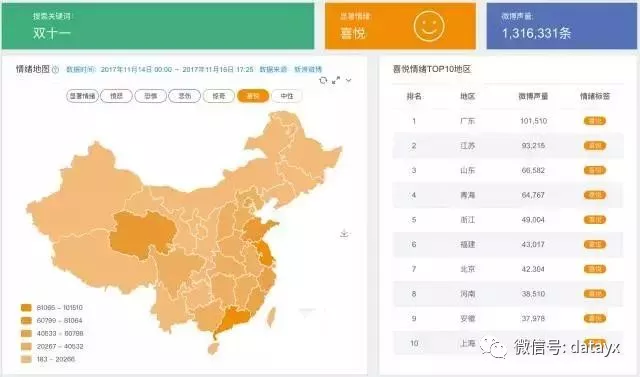 搜索关键词:
双十一
显著情绪:
喜悦
微博声量:
1,316,331条
情绪地图
数据时间: 2017年11月14日 00:00 ~ 2017年11月16日 17:25 数据来源: 新浪微博
显著情绪 愤怒 恐惧 悲伤 惊奇 喜悦 中性
81065 ~ 101510
60799 ~ 81064
40533 ~ 60798
20267 ~ 40532
183 ~ 20266
喜悦情绪TOP10地区
排名 地区 微博声量 情绪标签
1 广东 101,510 喜悦
2 江苏 93,215 喜悦
3 山东 66,582 喜悦
4 青海 64,767 喜悦
5 浙江 49,004 喜悦
6 福建 43,017 喜悦
7 北京 42,304 喜悦
8 河南 38,510 喜悦
9 安徽 37,978 喜悦
10 上海
微信号: datayx